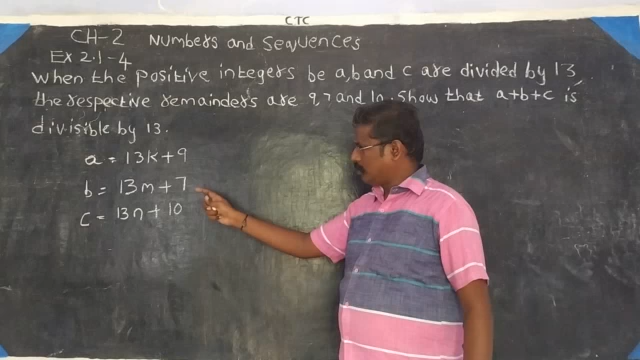 CTC
CH-2 Numbers and Sequences
Ex 2.1-4
When the positive integers be a,b and c are divided by 13,
the respective remainders are 9,7 and 10. Show that a+b+c is
divisible by 13.
a = 13k+9
b = 13m+7
c = 13n+10